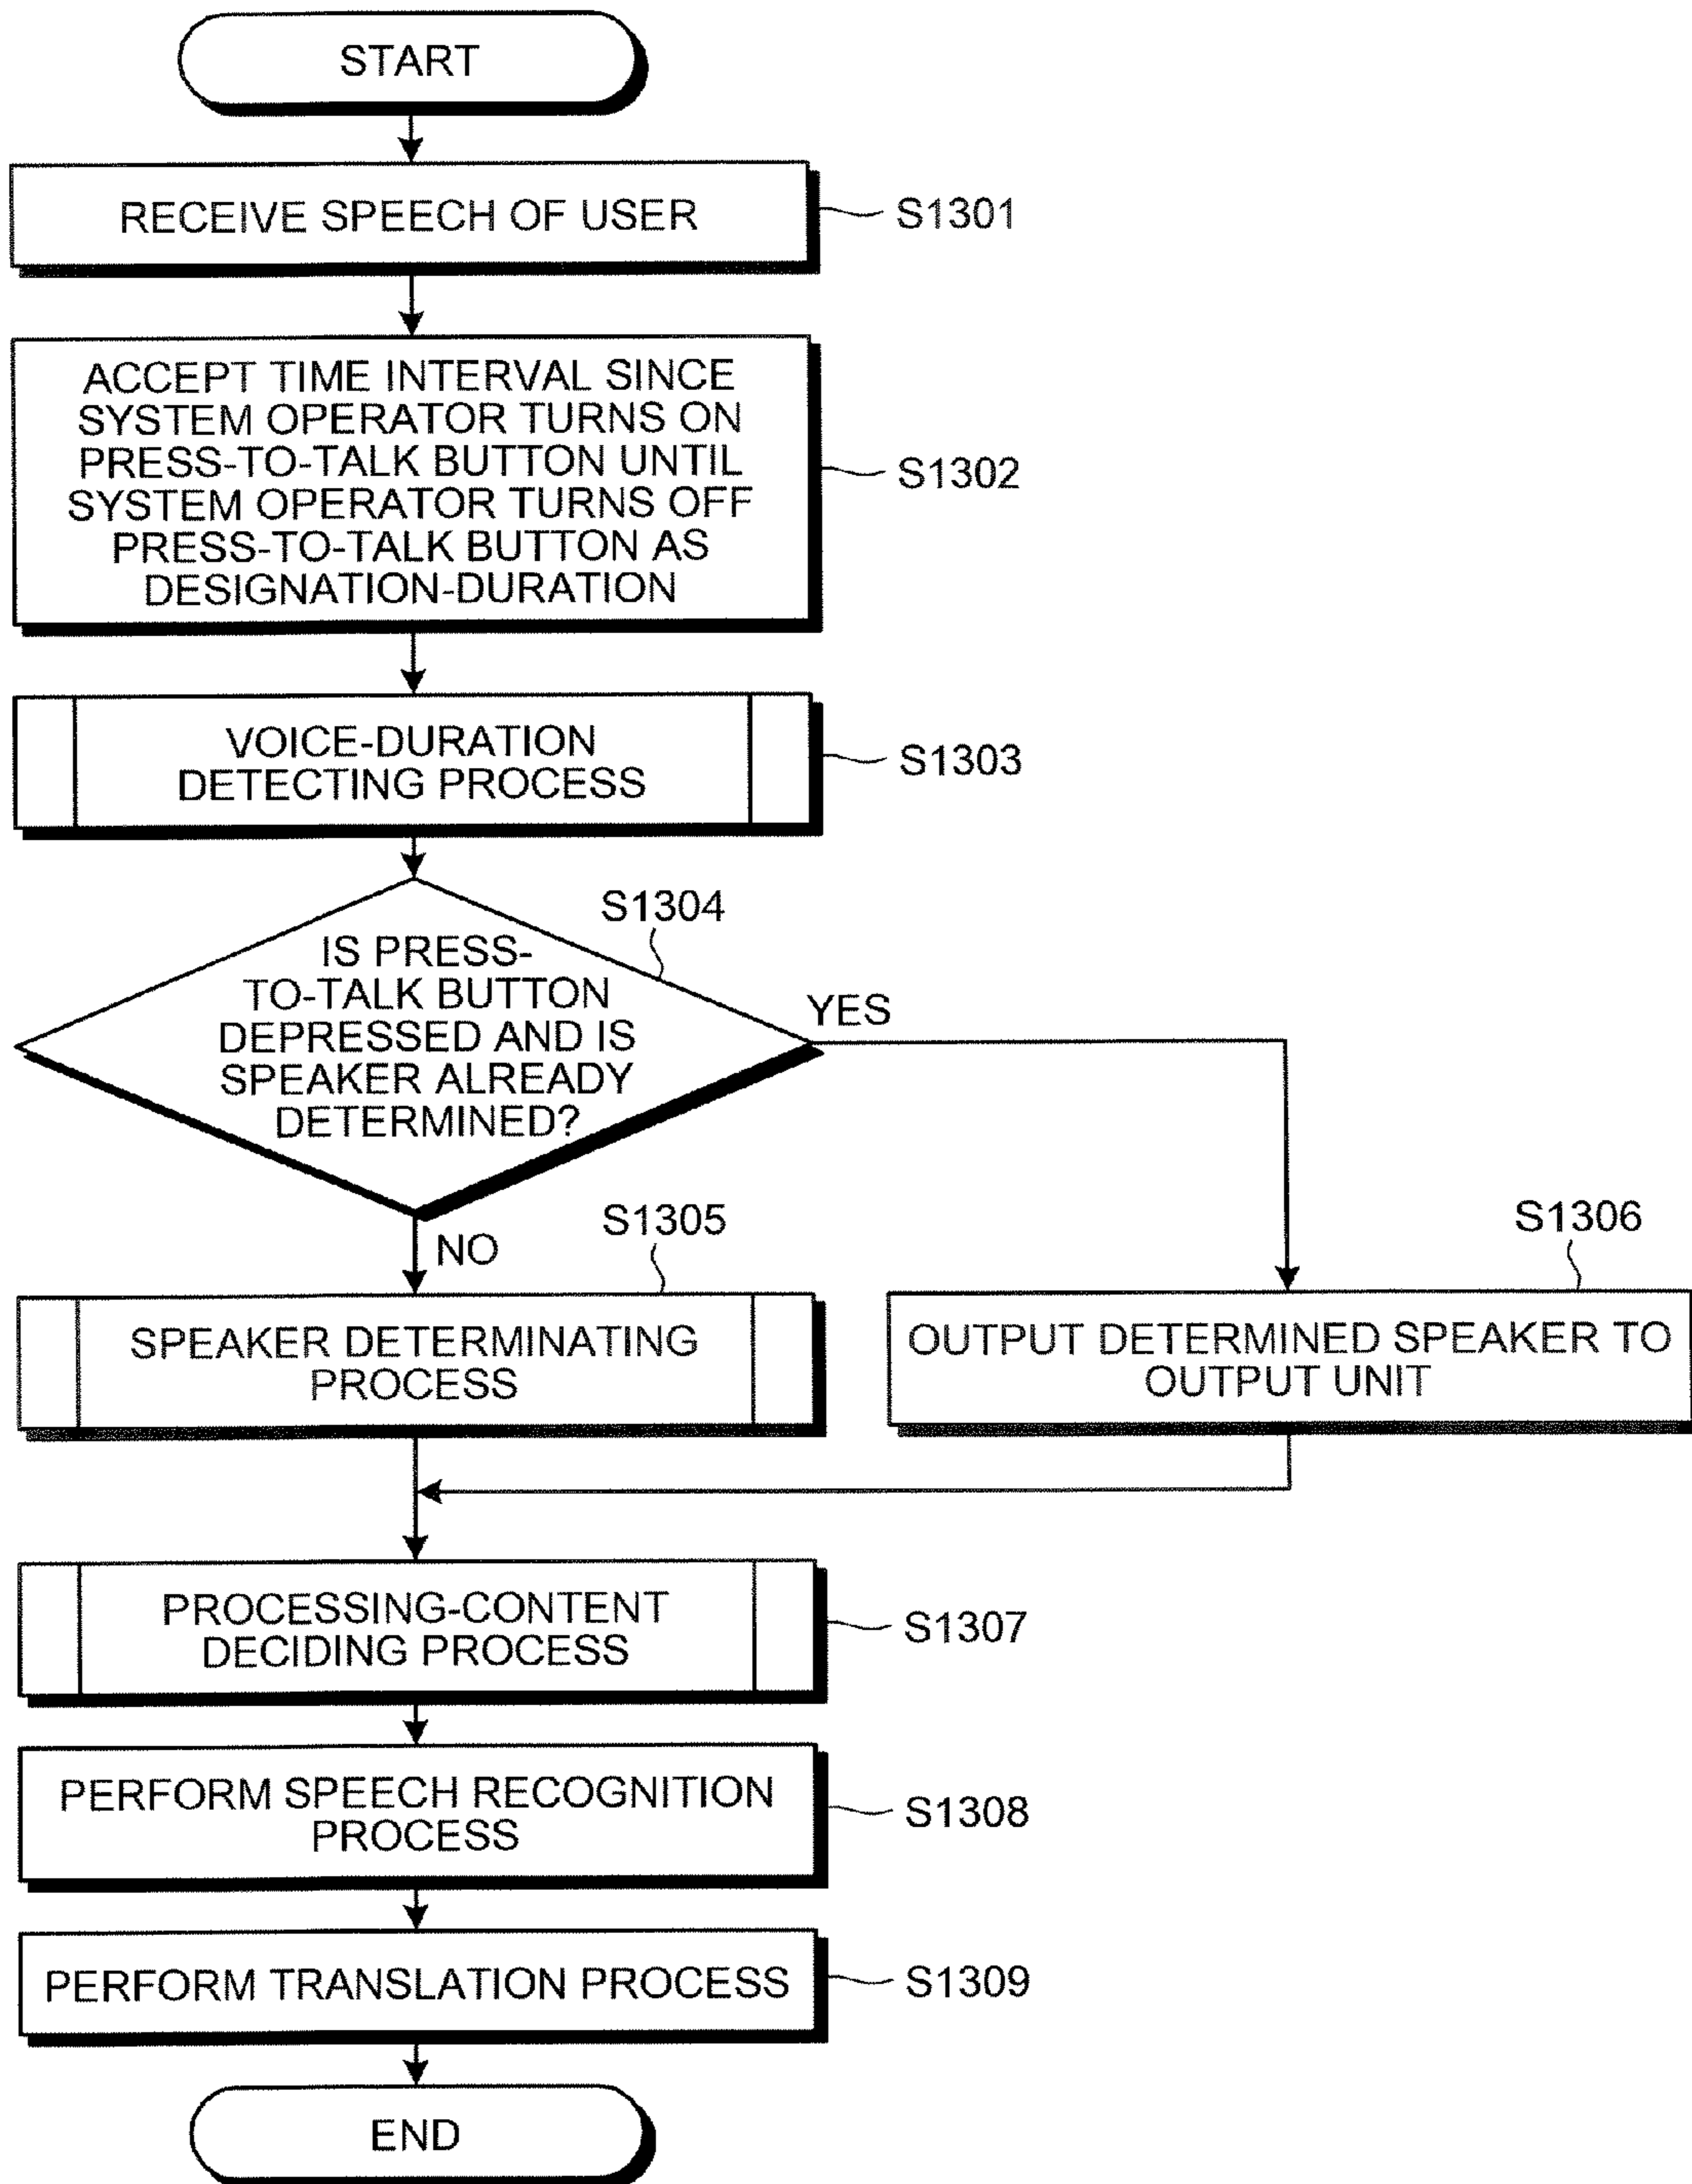 START
RECEIVE SPEECH OF USER
S1301
ACCEPT TIME INTERVAL SINCE
SYSTEM OPERATOR TURNS ON
PRESS-TO-TALK BUTTON UNTIL
SYSTEM OPERATOR TURNS OFF
PRESS-TO-TALK BUTTON AS
DESIGNATION-DURATION
S1302
VOICE-DURATION
DETECTING PROCESS
S1303
S1304
IS PRESS-
TO-TALK BUTTON
DEPRESSED AND IS
SPEAKER ALREADY
DETERMINED?
YES
NO
S1305
SPEAKER DETERMINATING
PROCESS
S1306
OUTPUT DETERMINED SPEAKER TO
OUTPUT UNIT
PROCESSING-CONTENT
DECIDING PROCESS
S1307
PERFORM SPEECH RECOGNITION
PROCESS
S1308
PERFORM TRANSLATION PROCESS
S1309
END